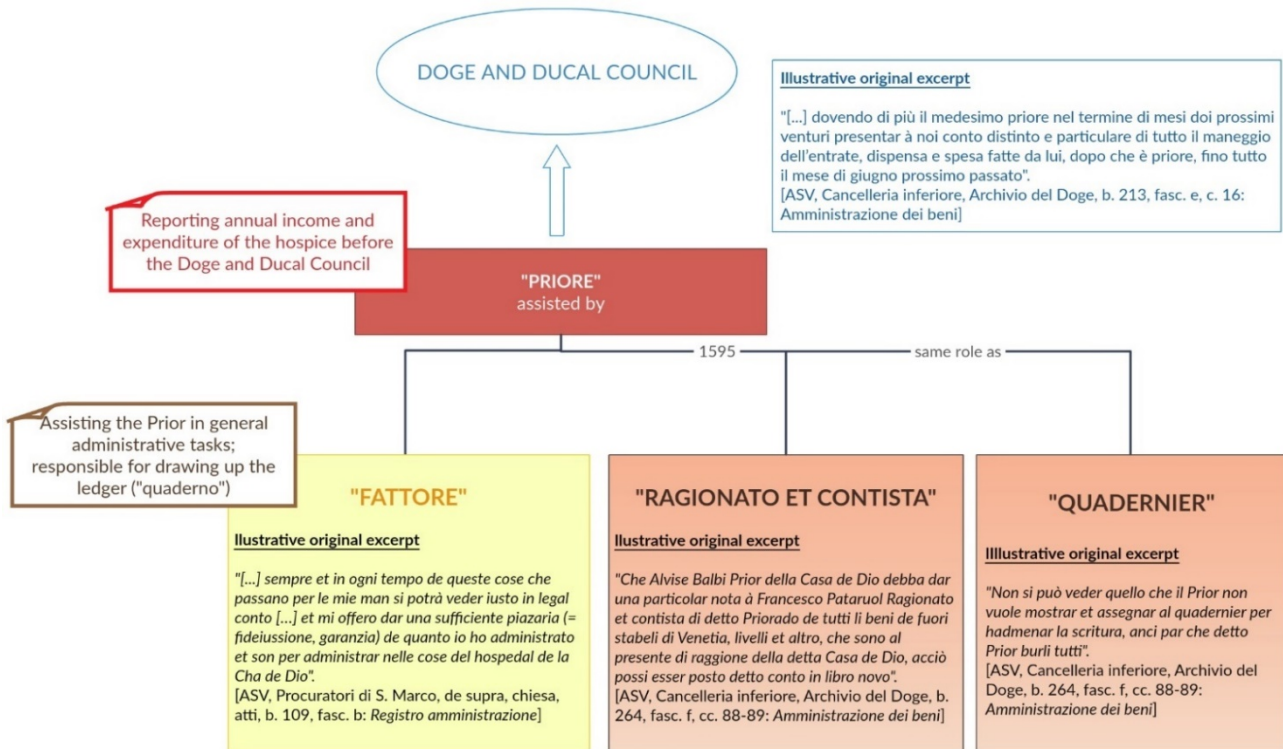 DOGE AND DUCAL COUNCIL
Illustrative original excerpt
"[...] dovendo di più il medesimo priore nel termine di mesi doi prossimi
venturi presentar à noi conto distinto e particulare di tutto il maneggio
dell'entrate, dispensa e spesa fatte da lui, dopo che è priore, fino tutto
il mese di giugno prossimo passato".
[ASV, Cancelleria inferiore, Archivio del Doge, b. 213, fasc. e, c. 16:
Amministrazione dei beni]
Reporting annual income and
expenditure of the hospice before
the Doge and Ducal Council
"PRIORE"
assisted by
1595
same role as
Assisting the Prior in general
administrative tasks;
responsible for drawing up the
ledger ("quaderno")
"FATTORE"
Ilustrative original excerpt
"[...] sempre et in ogni tempo de queste cose che
passano per le mie man si potrà veder iusto in legal
conto [...] et mi offero dar una sufficiente piazaria (=
fideiussione, garanzia) de quanto io ho administrato
et son per administrar nelle cose del hospedal de la
Cha de Dio".
[ASV, Procuratori di S. Marco, de supra, chiesa,
atti, b. 109, fasc. b: Registro amministrazione]
"RAGIONATO ET CONTISTA"
Ilustrative original excerpt
"Che Alvise Balbi Prior della Casa de Dio debba dar
una particolar nota à Francesco Pataruol Ragionato
et contista di detto Priorado de tutti li beni de fuori
stabeli di Venetia, livelli et altro, che sono al
presente di raggione della detta Casa de Dio, acciò
possi esser posto detto conto in libro novo".
[ASV, Cancelleria inferiore, Archivio del Doge, b.
264, fasc. f, cc. 88-89: Amministrazione dei beni]
"QUADERNIER"
IIllustrative original excerpt
"Non si può veder quello che il Prior non
vuole mostrar et assegnar al quadernier per
hadmenar la scritura, anci par che detto
Prior burli tutti".
[ASV, Cancelleria inferiore, Archivio del
Doge, b. 264, fasc. f, cc. 88-89:
Amministrazione dei beni]